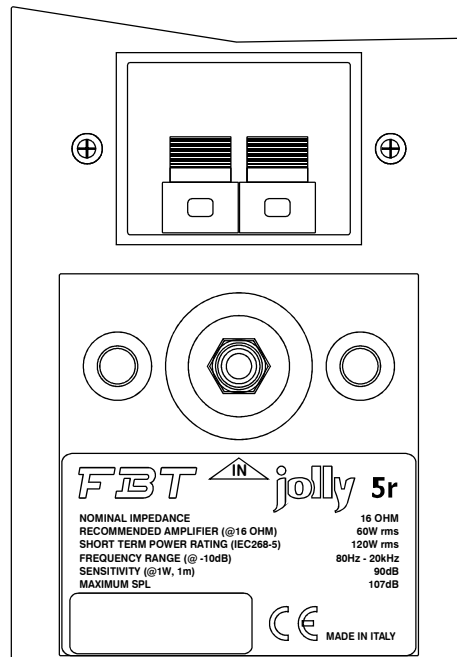 FBT IN jolly 5r
NOMINAL IMPEDANCE 16 OHM
RECOMMENDED AMPLIFIER (@16 OHM) 60W rms
SHORT TERM POWER RATING (IEC268-5) 120W rms
FREQUENCY RANGE (@ -10dB) 80Hz - 20kHz
SENSITIVITY (@1W, 1m) 90dB
MAXIMUM SPL 107dB
CE MADE IN ITALY